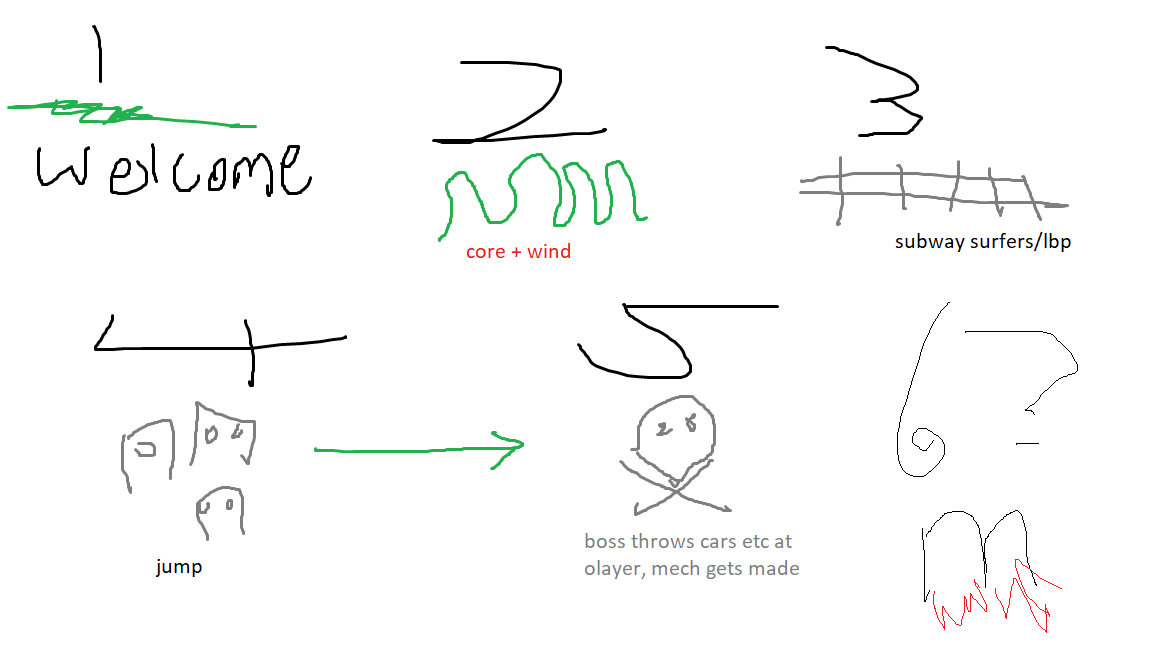 1
2
3
welcome
core + wind
subway surfers/lbp
4
5
6?
jump
boss throws cars etc at
olayer, mech gets made